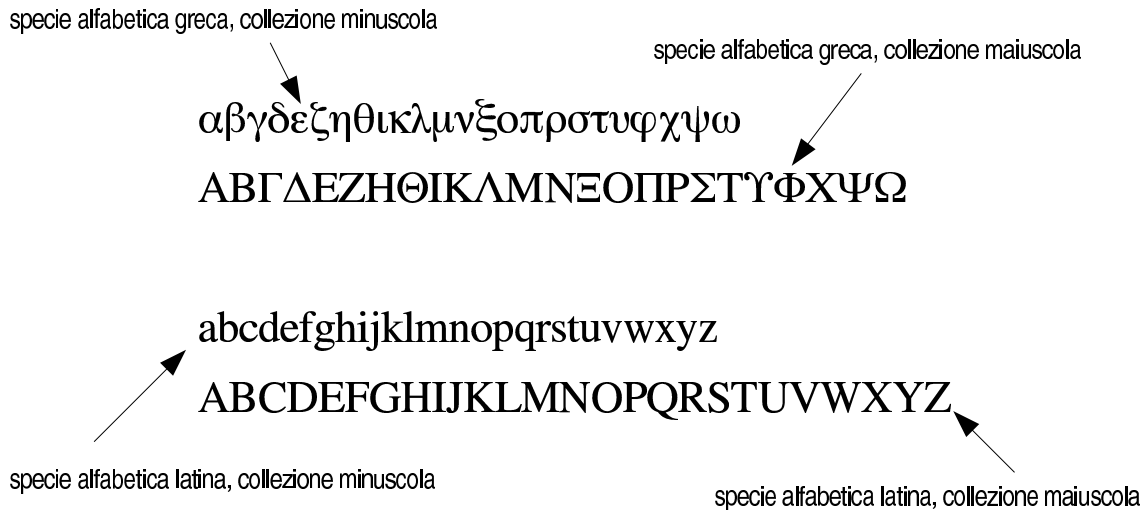 specie alfabetica greca, collezione minuscola
specie alfabetica greca, collezione maiuscola
αβγδεζηθικλμνξοπρστυφχψω
ΑΒΓΔΕΖΗΘΙΚΛΜΝΞΟΠΡΣΤϒΦΧΨΩ
abcdefghijklmnopqrstuvwxyz
ABCDEFGHIJKLMNOPQRSTUVWXYZ
specie alfabetica latina, collezione minuscola
specie alfabetica latina, collezione maiuscola